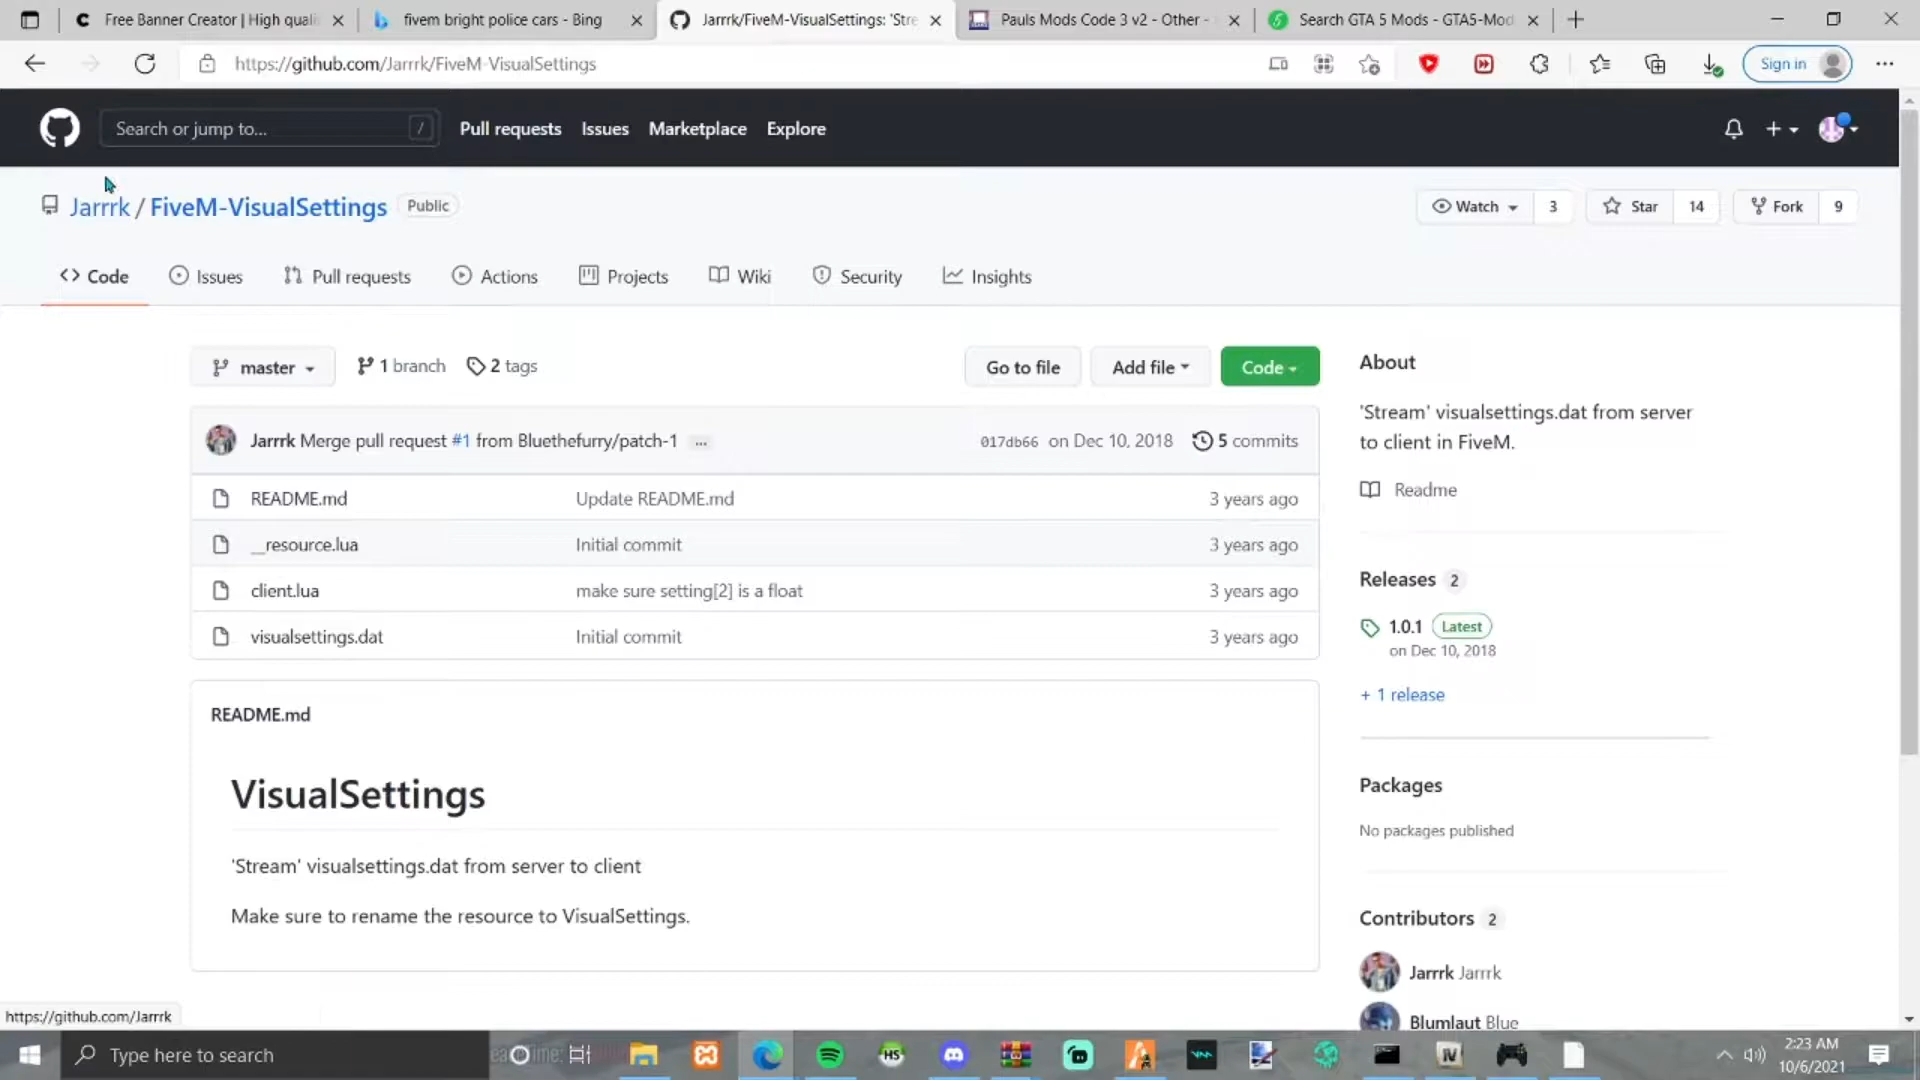 Free Banner Creator | High quali
fivem bright police cars - Bing
Jarrrk/FiveM-VisualSettings: 'Stre
Pauls Mods Code 3 v2 - Other -
Search GTA 5 Mods - GTA5-Mod
https://github.com/Jarrrk/FiveM-VisualSettings
Sign in
Search or jump to...
/
Pull requests
Issues
Marketplace
Explore
Jarrrk / FiveM-VisualSettings
Public
Watch
3
Star
14
Fork
9
Code
Issues
Pull requests
Actions
Projects
Wiki
Security
Insights
master
1 branch
2 tags
Go to file
Add file
Code
About
'Stream' visualsettings.dat from server
to client in FiveM.
Readme
Jarrrk Merge pull request #1 from Bluethefurry/patch-1 ...
017db66 on Dec 10, 2018
5 commits
README.md
Update README.md
3 years ago
__resource.lua
Initial commit
3 years ago
client.lua
make sure setting[2] is a float
3 years ago
visualsettings.dat
Initial commit
3 years ago
Releases 2
1.0.1 Latest
on Dec 10, 2018
+ 1 release
README.md
VisualSettings
'Stream' visualsettings.dat from server to client
Make sure to rename the resource to VisualSettings.
Packages
No packages published
Contributors 2
Jarrrk Jarrrk
Blumlaut Blue
https://github.com/Jarrrk
Type here to search
2:23 AM
10/6/2021